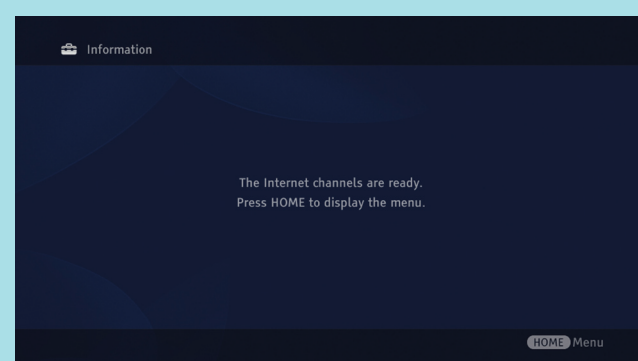 Information
The Internet channels are ready.
Press HOME to display the menu.
HOME Menu